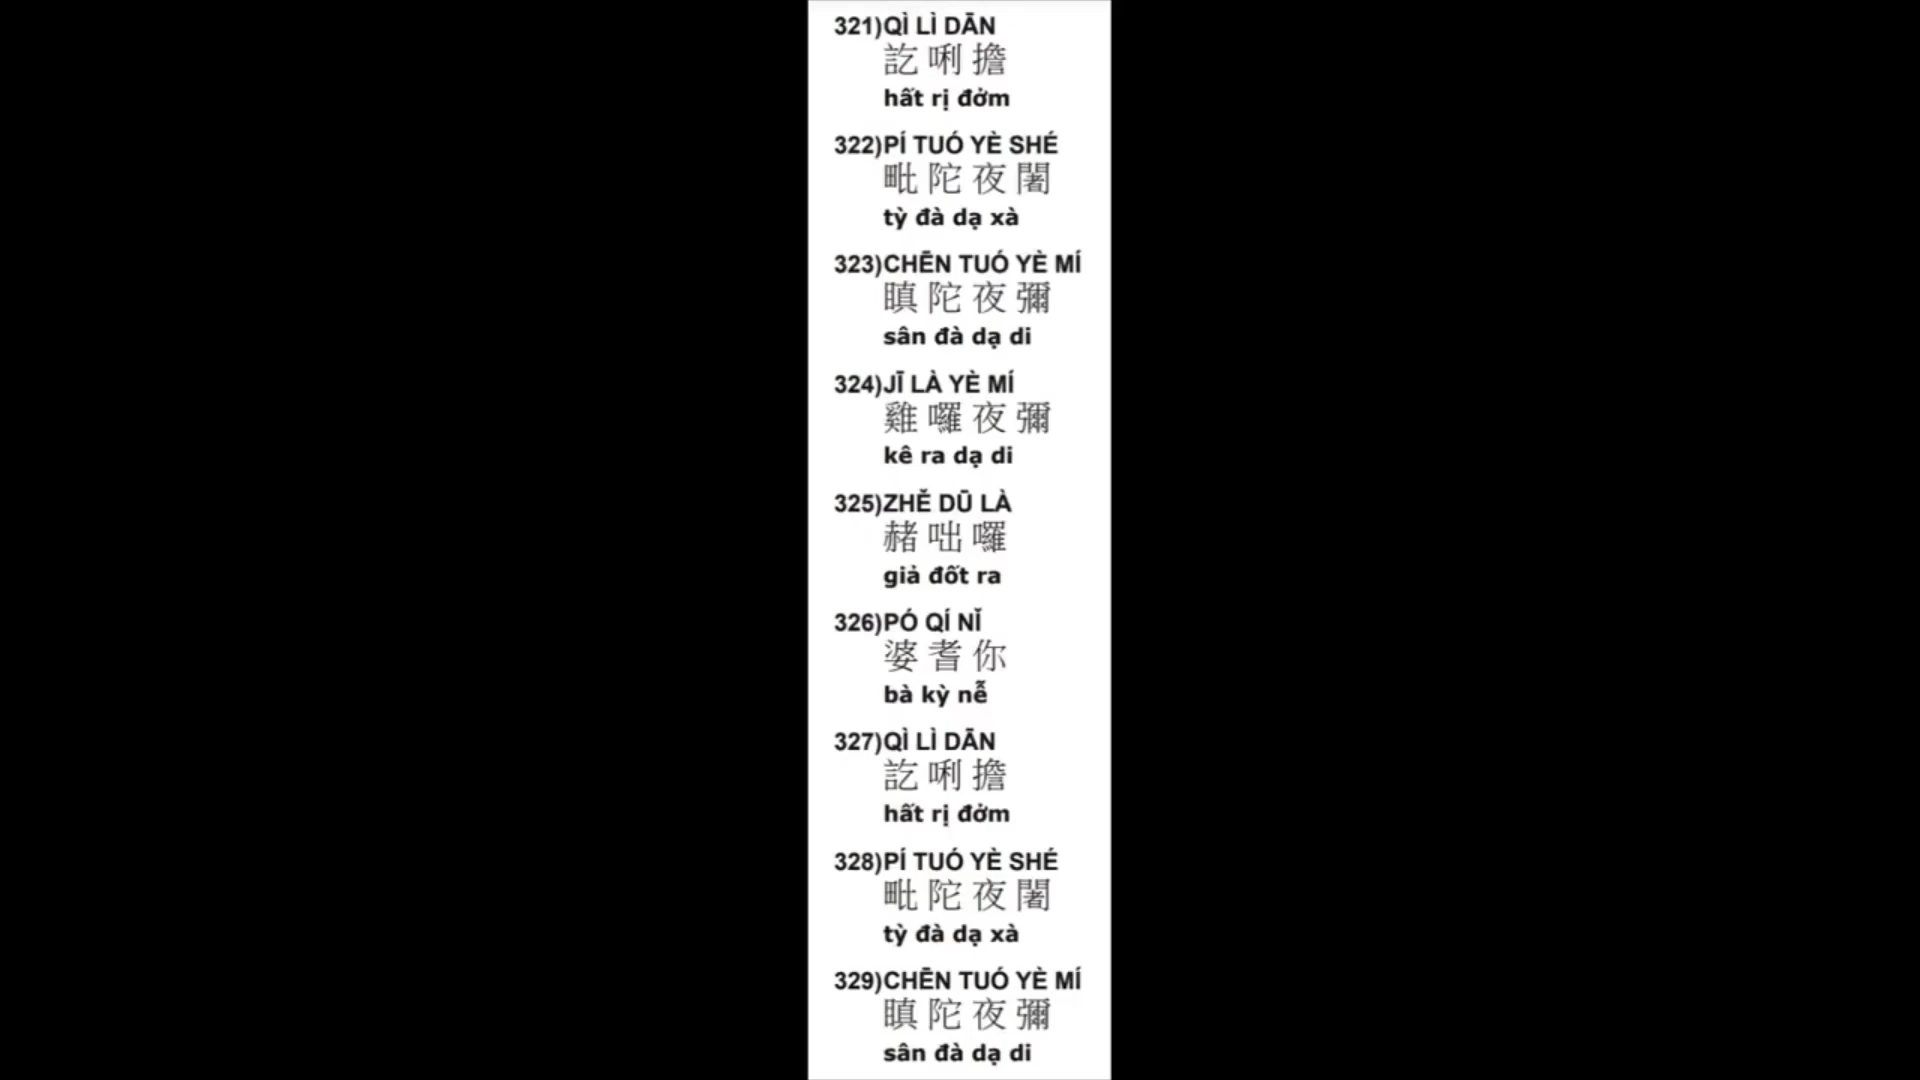 321)QÌ LÌ DĀN
訖 唎 擔
hất rị đởm
322)PÍ TUÓ YÈ SHÉ
毗 陀 夜 闍
tỳ đà dạ xà
323)CHĒN TUÓ YÈ MÍ
瞋 陀 夜 彌
sân đà dạ di
324)JĪ LÀ YÈ MÍ
雞 囉 夜 彌
kê ra dạ di
325)ZHĚ DŪ LÀ
赭 咄 囉
giả đốt ra
326)PÓ QÍ NǏ
婆 耆 你
bà kỳ nễ
327)QÌ LÌ DĀN
訖 唎 擔
hất rị đởm
328)PÍ TUÓ YÈ SHÉ
毗 陀 夜 闍
tỳ đà dạ xà
329)CHĒN TUÓ YÈ MÍ
瞋 陀 夜 彌
sân đà dạ di